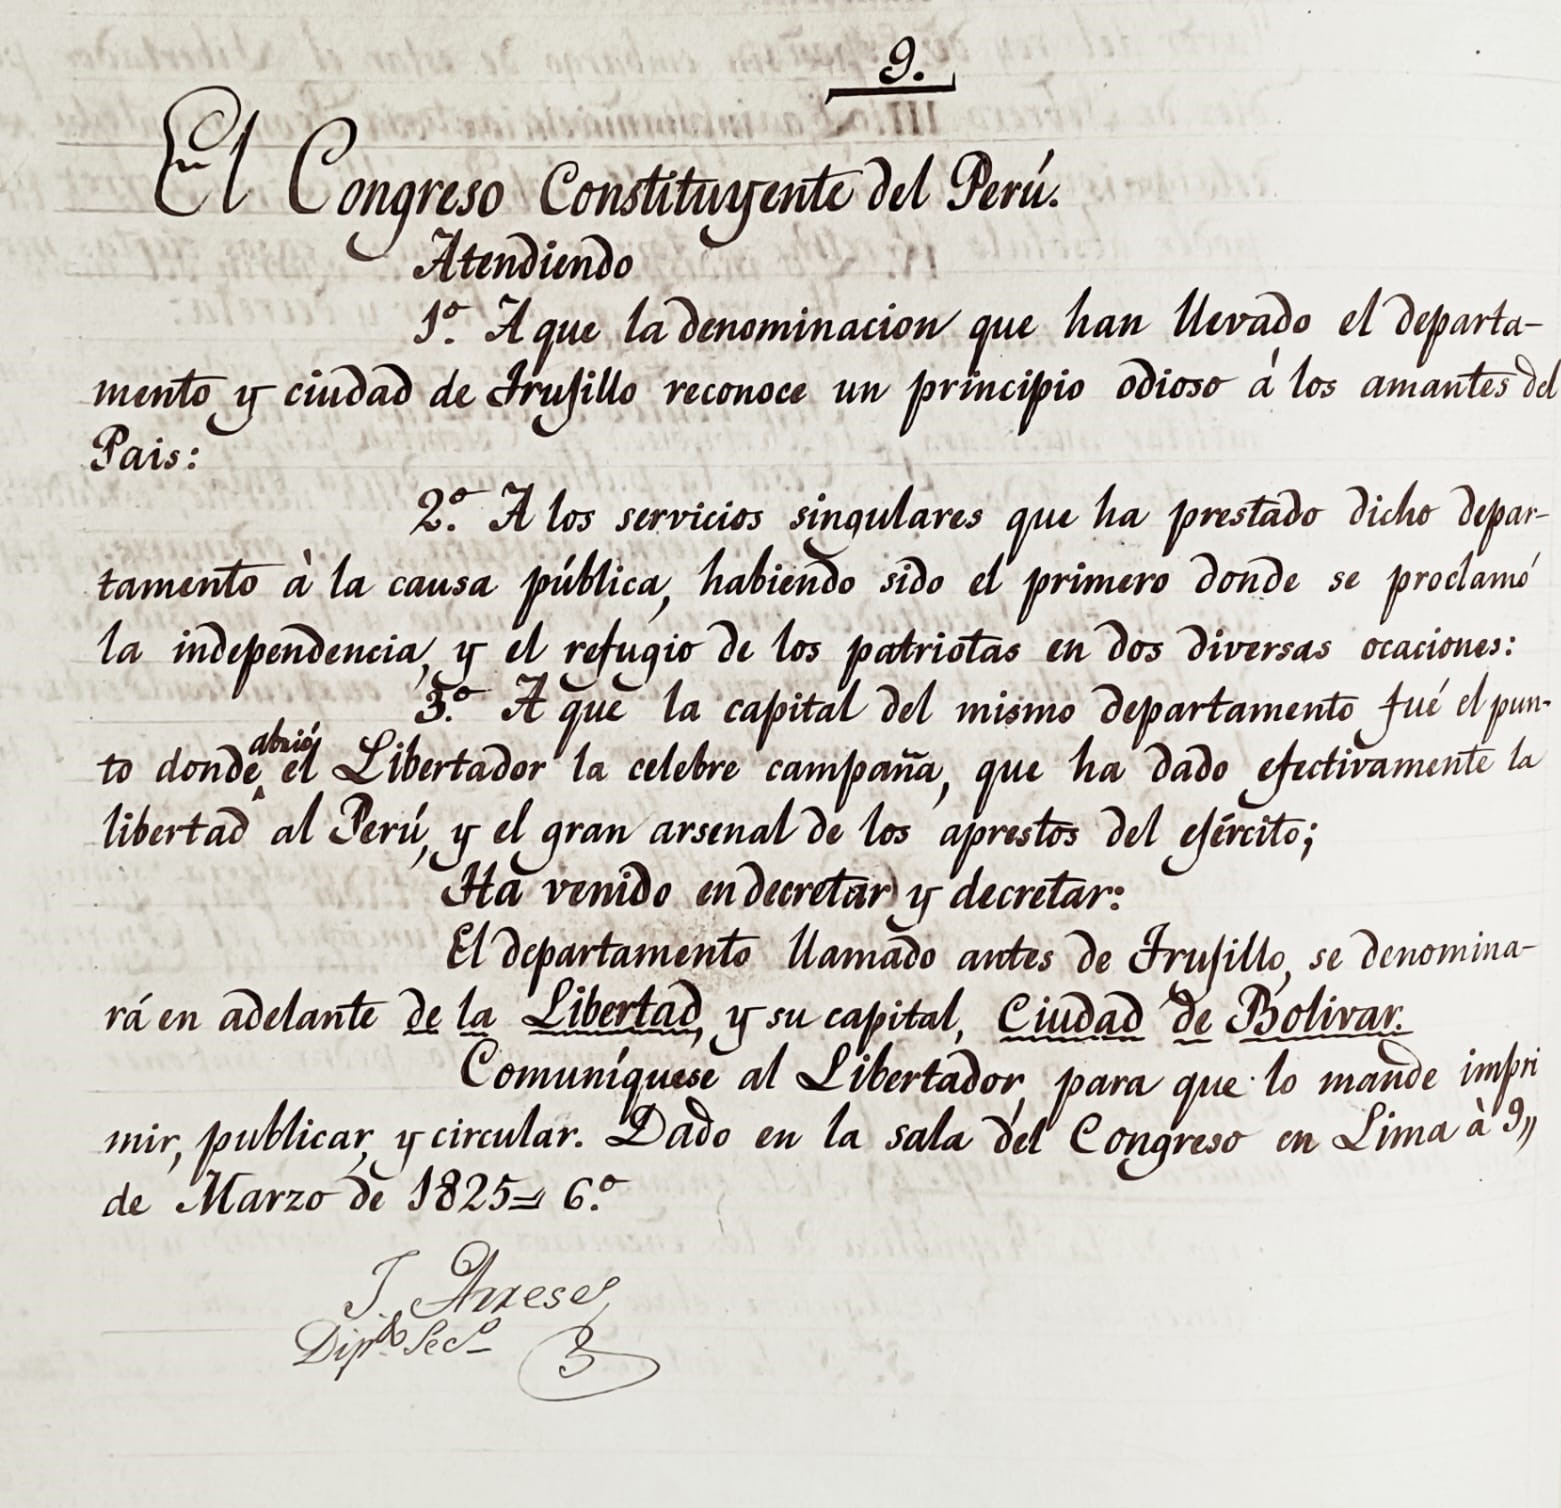 9.
El Congreso Constituyente del Perú.
Atendiendo
1º. A que la denominacion que han llevado el departa-
mento y ciudad de Trujillo reconoce un principio odioso á los amantes del
Pais:
2º. A los servicios singulares que ha prestado dicho depar-
tamento à la causa pública, habiendo sido el primero donde se proclamó
la independencia, y el refugio de los patriotas en dos diversas ocaciones:
3º. A que la capital del mismo departamento fué el pun-
to donde abrió el Libertador la celebre campaña, que ha dado efectivamente la
libertad al Perú, y el gran arsenal de los aprestos del ejército;
Ha venido en decretar y decreta:
El departamento llamado antes de Trujillo, se denomina-
rá en adelante de la Libertad, y su capital, Ciudad de Bolivar.
Comuníquese al Libertador, para que lo mande impri
mir, publicar, y circular. Dado en la sala del Congreso en Lima à 9,,
de Marzo de 1825= 6.º
J. Arrese
Dip.do Sec.o